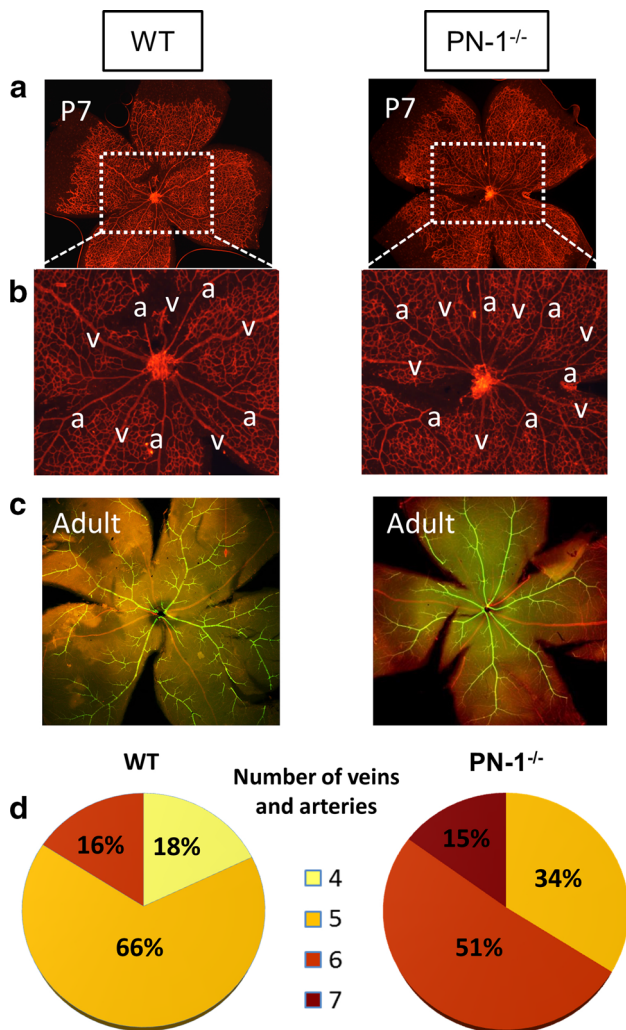 WT
PN-1-/-
a
P7
P7
b
a v a
v
a v a v a
a v a v a
v
a
v
a v a
c
Adult
Adult
WT
Number of veins
and arteries
PN-1-/-
d
16%
18%
66%
4
5
6
7
15%
34%
51%